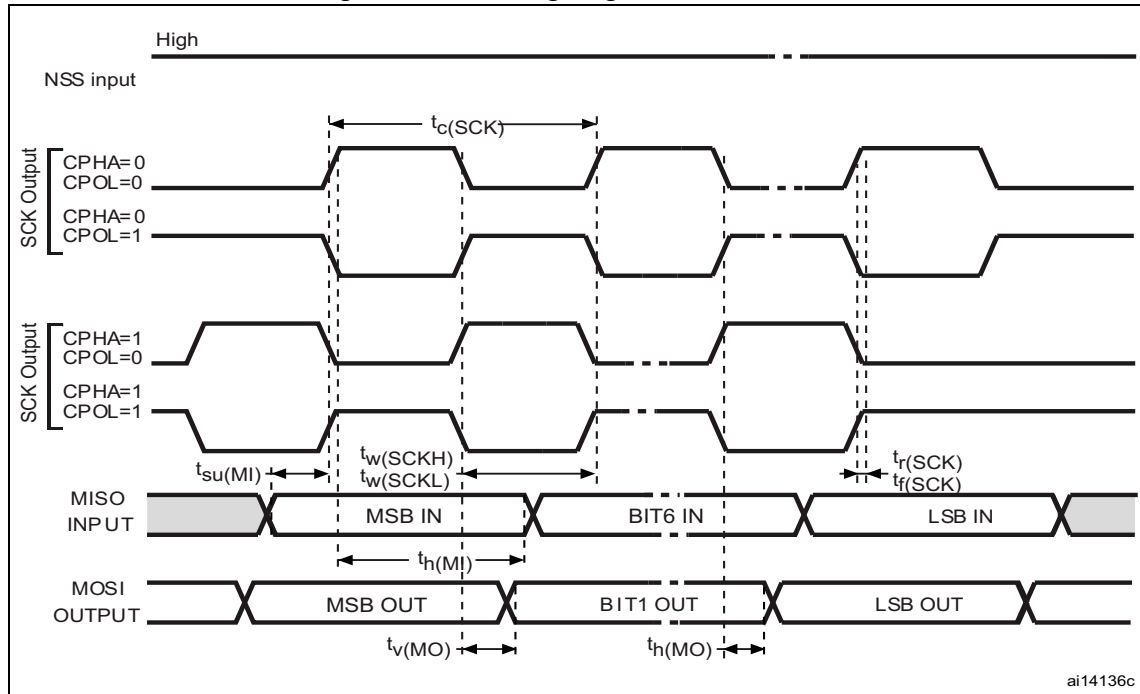 High
NSS input
tc(SCK)
SCK Output
CPHA=0
CPOL=0
CPHA=0
CPOL=1
SCK Output
CPHA=1
CPOL=0
CPHA=1
CPOL=1
tsu(MI)
tw(SCKH)
tw(SCKL)
tr(SCK)
tf(SCK)
MISO
INPUT
MSB IN
BIT6 IN
LSB IN
th(MI)
MOSI
OUTPUT
MSB OUT
BIT1 OUT
LSB OUT
tv(MO)
th(MO)
ai14136c